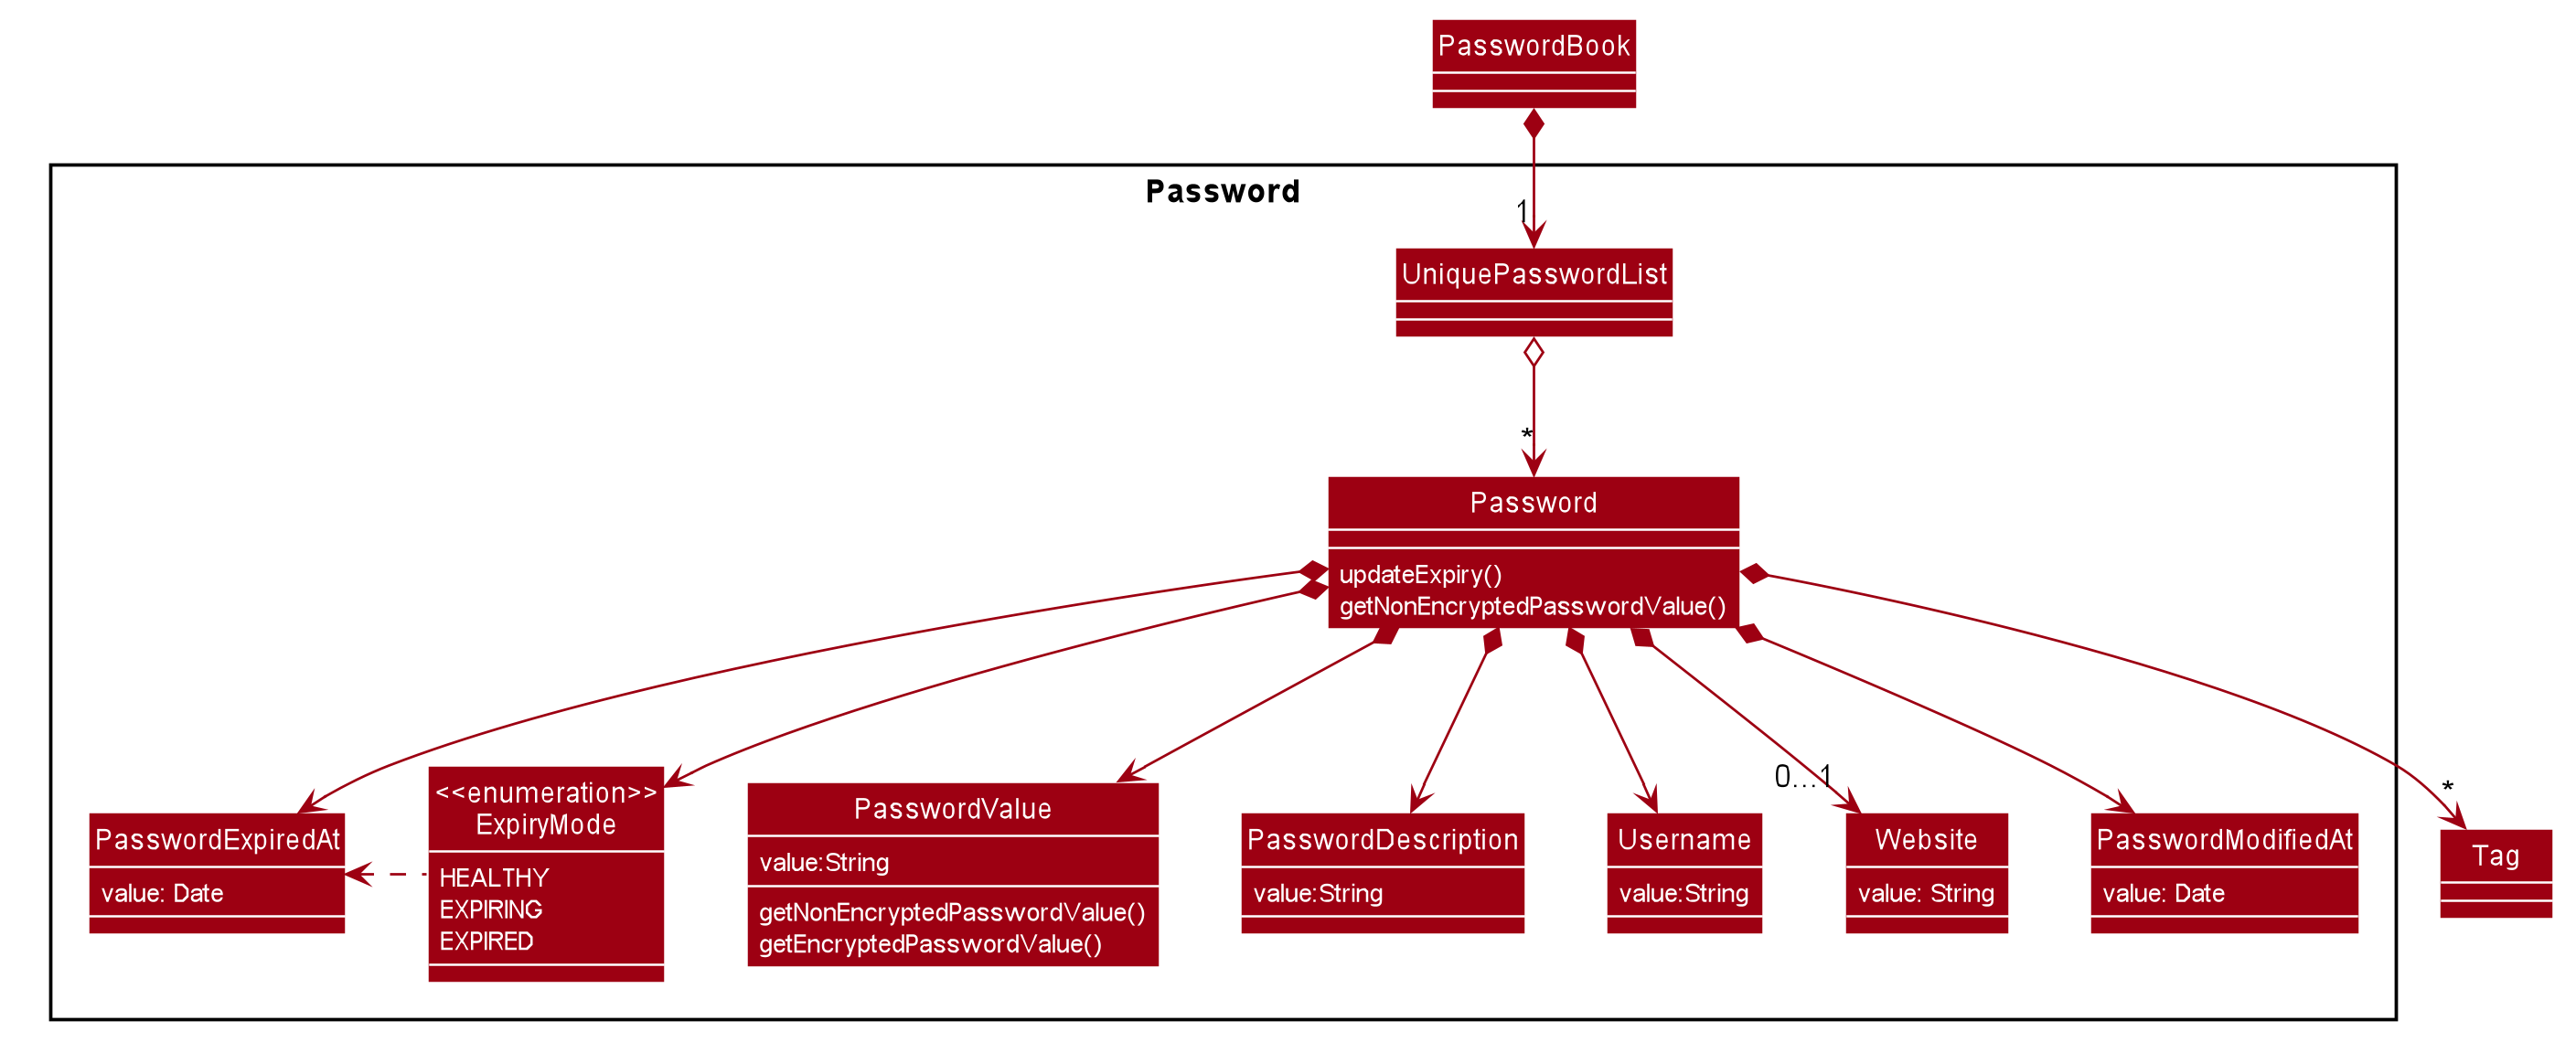 PasswordBook
Password
1
UniquePasswordList
*
Password
updateExpiry()
getNonEncryptedPasswordValue()
PasswordExpiredAt
value: Date
<<enumeration>>
ExpiryMode
HEALTHY
EXPIRING
EXPIRED
PasswordValue
value:String
getNonEncryptedPasswordValue()
getEncryptedPasswordValue()
PasswordDescription
value:String
Username
value:String
0...1
Website
value: String
PasswordModifiedAt
value: Date
*
Tag